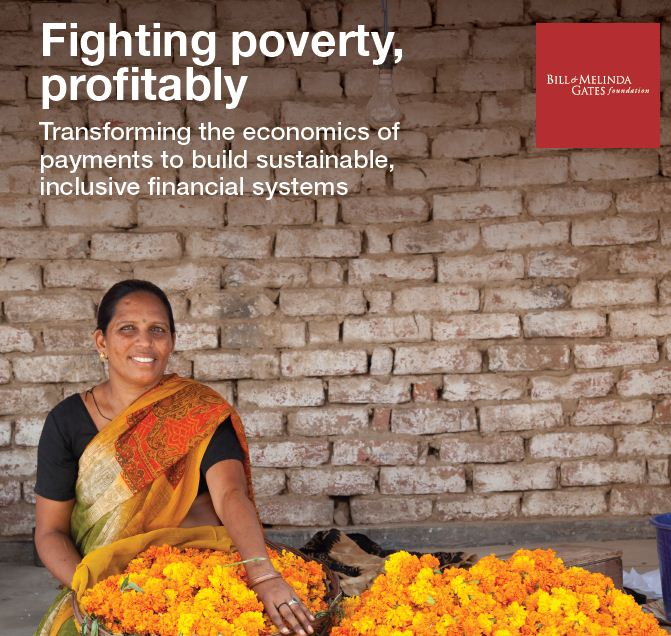 Fighting poverty,
profitably
Transforming the economics of
payments to build sustainable,
inclusive financial systems
BILL & MELINDA
GATES foundation